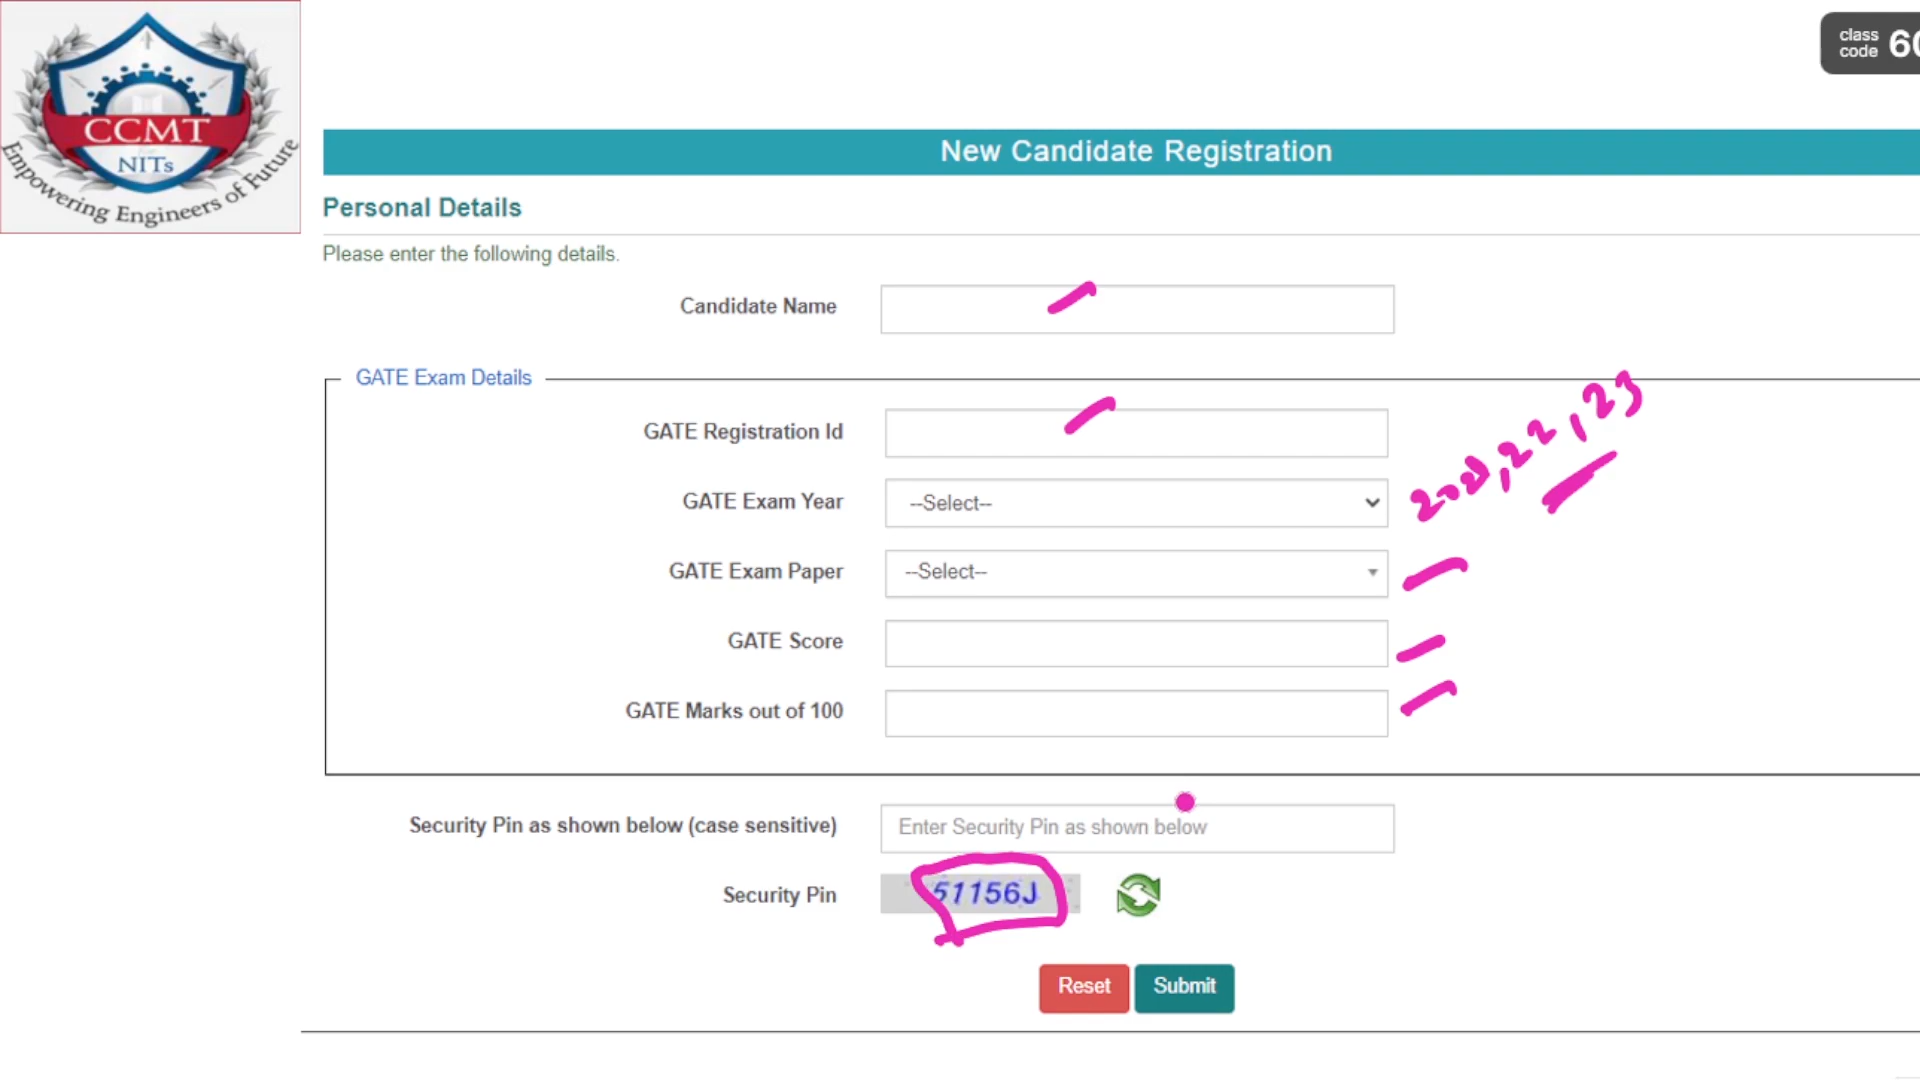 CCMT
NITs
Empowering Engineers of Future
class
code 60
New Candidate Registration
Personal Details
Please enter the following details.
Candidate Name
GATE Exam Details
GATE Registration Id
GATE Exam Year --Select-- 2021, 22, 23
GATE Exam Paper --Select--
GATE Score
GATE Marks out of 100
Security Pin as shown below (case sensitive) Enter Security Pin as shown below
Security Pin 51156J
Reset Submit